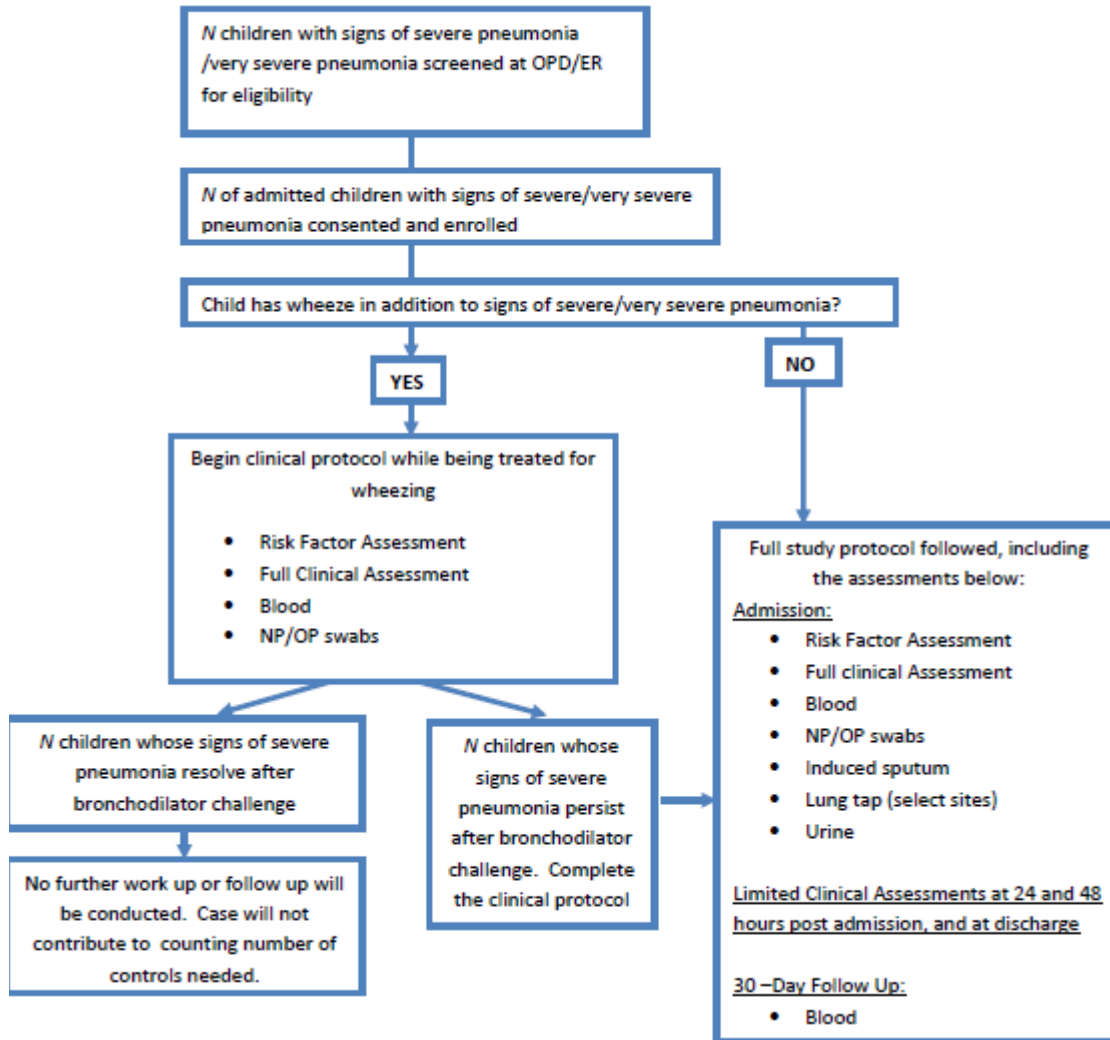 N children with signs of severe pneumonia
/very severe pneumonia screened at OPD/ER
for eligibility
N of admitted children with signs of severe/very severe
pneumonia consented and enrolled
Child has wheeze in addition to signs of severe/very severe pneumonia?
YES
NO
Begin clinical protocol while being treated for
wheezing
• Risk Factor Assessment
• Full Clinical Assessment
• Blood
• NP/OP swabs
N children whose signs of severe
pneumonia resolve after
bronchodilator challenge
No further work up or follow up will
be conducted. Case will not
contribute to counting number of
controls needed.
N children whose
signs of severe
pneumonia persist
after bronchodilator
challenge. Complete
the clinical protocol
Full study protocol followed, including
the assessments below:
Admission:
• Risk Factor Assessment
• Full clinical Assessment
• Blood
• NP/OP swabs
• Induced sputum
• Lung tap (select sites)
• Urine
Limited Clinical Assessments at 24 and 48
hours post admission, and at discharge
30 –Day Follow Up:
• Blood